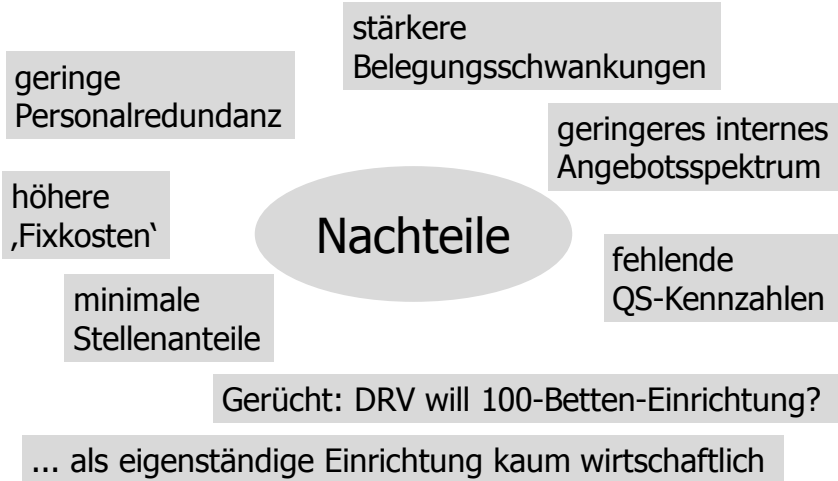 stärkere
Belegungsschwankungen
geringe
Personalredundanz
geringeres internes
Angebotsspektrum
höhere
‚Fixkosten‘
Nachteile
fehlende
QS-Kennzahlen
minimale
Stellenanteile
Gerücht: DRV will 100-Betten-Einrichtung?
... als eigenständige Einrichtung kaum wirtschaftlich